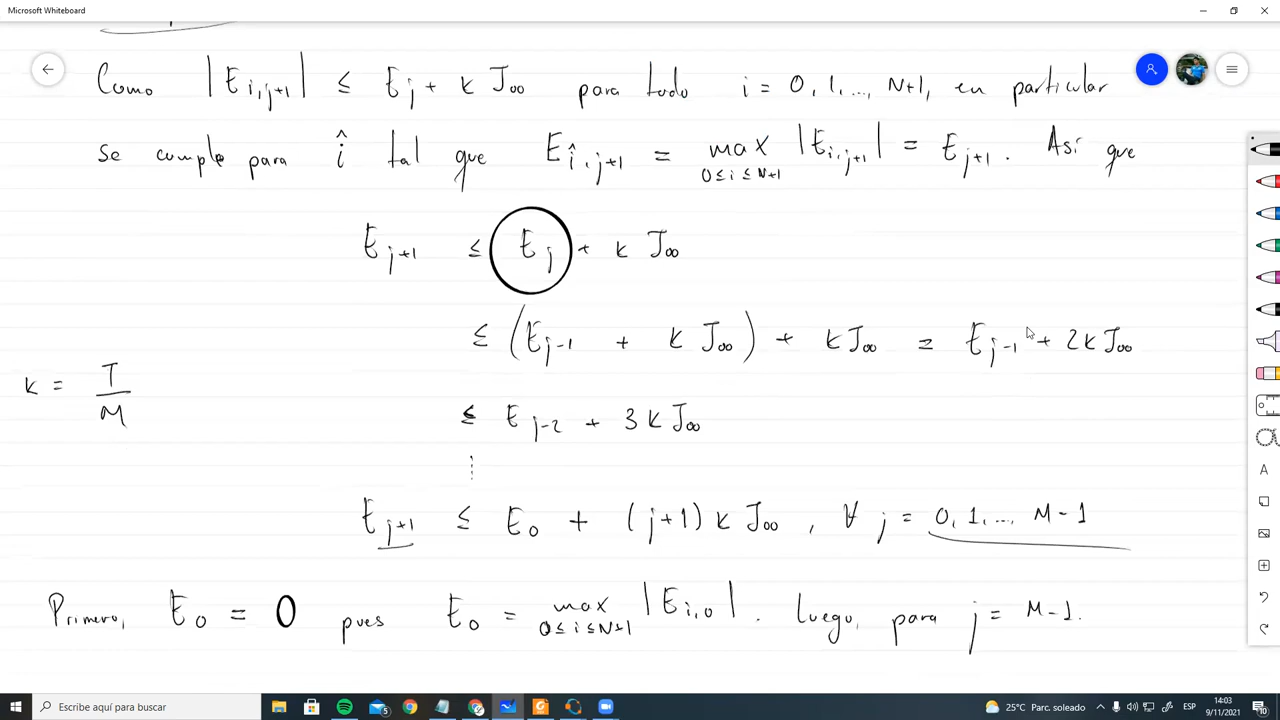 Microsoft Whiteboard
Como |E_{i,j+1}| ≤ E_j + k J_∞ para todo i = 0, 1, ..., N+1, en particular
se cumple para î tal que E_{î,j+1} = max_{0≤i≤N+1} |E_{i,j+1}| = E_{j+1}. Así que
E_{j+1} ≤ E_j + k J_∞
≤ (E_{j-1} + k J_∞) + k J_∞ = E_{j-1} + 2k J_∞
k = T/M
≤ E_{j-2} + 3k J_∞
⋮
E_{j+1} ≤ E_0 + (j+1) k J_∞, ∀ j = 0, 1, ..., M-1
Primero, E_0 = 0 pues E_0 = max_{0≤i≤N+1} |E_{i,0}|. Luego, para j = M-1.
A
Escribe aquí para buscar
5
25°C Parc. soleado
ESP
14:03
9/11/2021
10